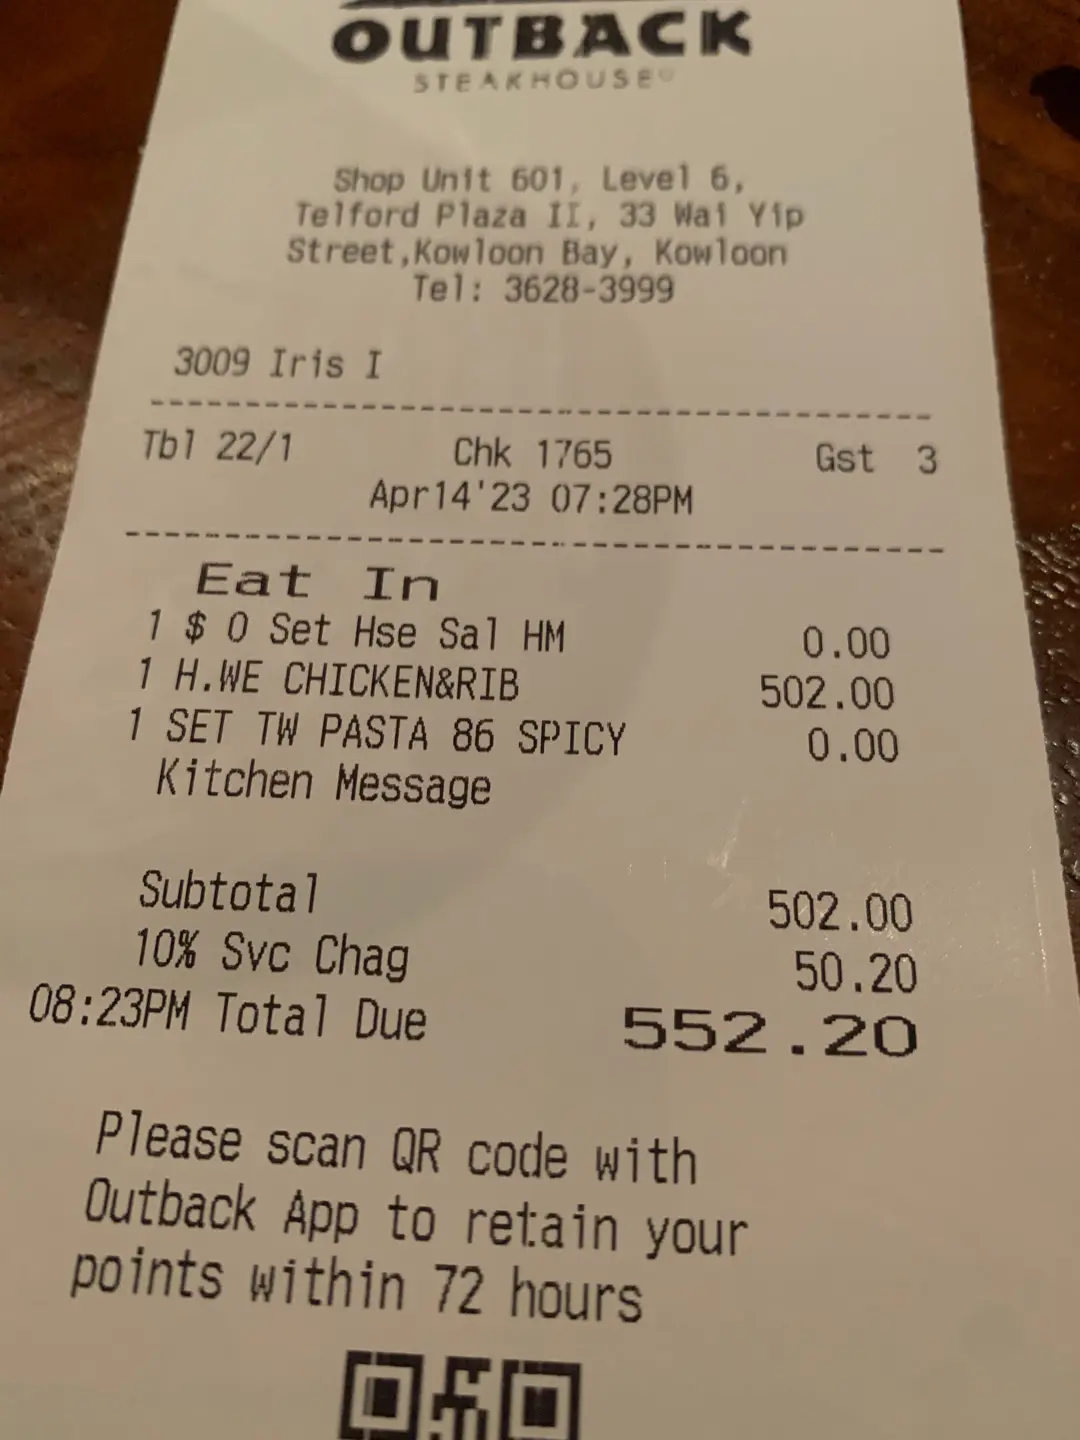 OUTBACK
STEAKHOUSE
Shop Unit 601, Level 6,
Telford Plaza II, 33 Wai Yip
Street,Kowloon Bay, Kowloon
Tel: 3628-3999
3009 Iris I
Tbl 22/1 Chk 1765 Gst 3
Apr14'23 07:28PM
Eat In
1 $ 0 Set Hse Sal HM 0.00
1 H.WE CHICKEN&RIB 502.00
1 SET TW PASTA 86 SPICY 0.00
Kitchen Message
Subtotal 502.00
10% Svc Chag 50.20
08:23PM Total Due 552.20
Please scan QR code with
Outback App to retain your
points within 72 hours